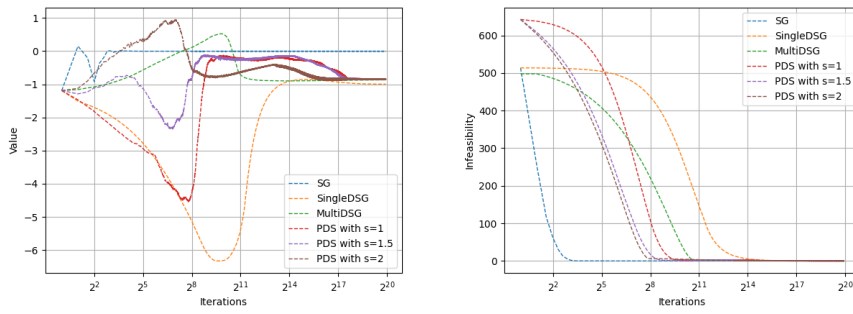 1
0
-1
-2
-3
-4
-5
-6
Value
2^2
2^5
2^8
2^11
2^14
2^17
2^20
Iterations
SG
SingleDSG
MultiDSG
PDS with s=1
PDS with s=1.5
PDS with s=2
600
500
400
300
200
100
0
Infeasibility
2^2
2^5
2^8
2^11
2^14
2^17
2^20
Iterations
SG
SingleDSG
MultiDSG
PDS with s=1
PDS with s=1.5
PDS with s=2